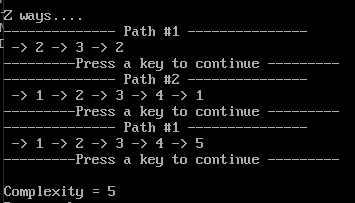 Z ways....
--------------- Path #1 ---------------
-> 2 -> 3 -> 2
---------Press a key to continue ---------
--------------- Path #2 ---------------
-> 1 -> 2 -> 3 -> 4 -> 1
---------Press a key to continue ---------
--------------- Path #1 ---------------
-> 1 -> 2 -> 3 -> 4 -> 5
---------Press a key to continue ---------
Complexity = 5